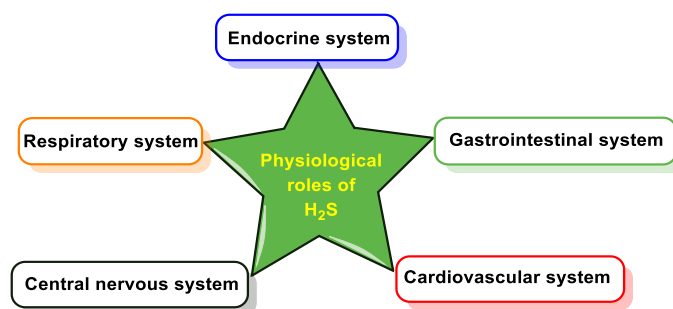 Endocrine system
Respiratory system
Gastrointestinal system
Physiological
roles of
H₂S
Central nervous system
Cardiovascular system